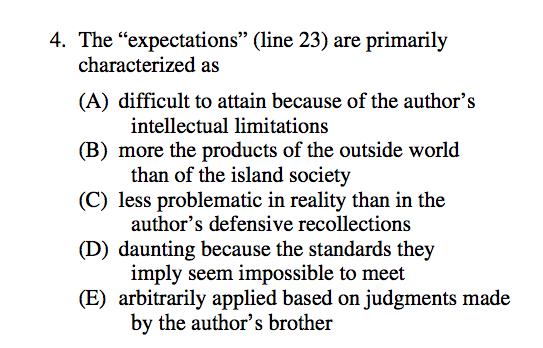 4. The “expectations” (line 23) are primarily
characterized as
(A) difficult to attain because of the author’s
intellectual limitations
(B) more the products of the outside world
than of the island society
(C) less problematic in reality than in the
author’s defensive recollections
(D) daunting because the standards they
imply seem impossible to meet
(E) arbitrarily applied based on judgments made
by the author’s brother